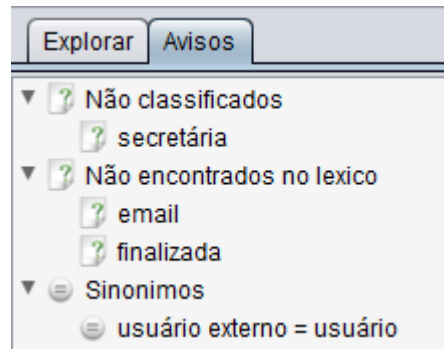 Explorar Avisos
Não classificados
secretária
Não encontrados no lexico
email
finalizada
Sinonimos
usuário externo = usuário